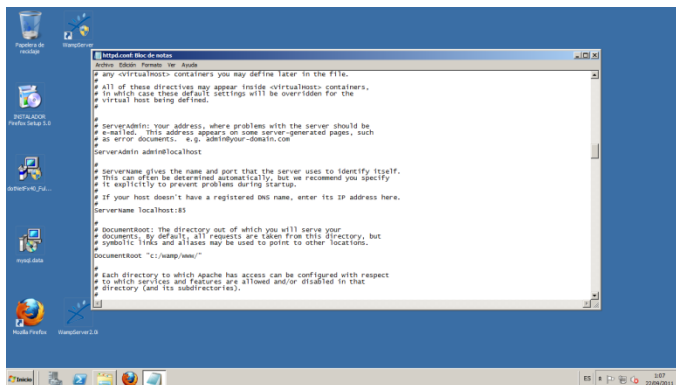 Papelera de
reciclaje
WampServer
INSTALADOR
Firefox Setup 5.0
dotNetFx40_Ful...
mysql.data
Mozilla Firefox
WampServer2.0i
httpd.conf: Bloc de notas
Archivo Edición Formato Ver Ayuda
# any <VirtualHost> containers you may define later in the file.
#
# All of these directives may appear inside <VirtualHost> containers,
# in which case these default settings will be overridden for the
# virtual host being defined.
#
#
# ServerAdmin: Your address, where problems with the server should be
# e-mailed.  This address appears on some server-generated pages, such
# as error documents.  e.g. admin@your-domain.com
#
ServerAdmin admin@localhost
#
# ServerName gives the name and port that the server uses to identify itself.
# This can often be determined automatically, but we recommend you specify
# it explicitly to prevent problems during startup.
#
# If your host doesn't have a registered DNS name, enter its IP address here.
#
ServerName localhost:85
#
# DocumentRoot: The directory out of which you will serve your
# documents. By default, all requests are taken from this directory, but
# symbolic links and aliases may be used to point to other locations.
#
DocumentRoot "c:/wamp/www/"
#
# Each directory to which Apache has access can be configured with respect
# to which services and features are allowed and/or disabled in that
# directory (and its subdirectories).
#
Inicio
ES
1:07
22/09/2011